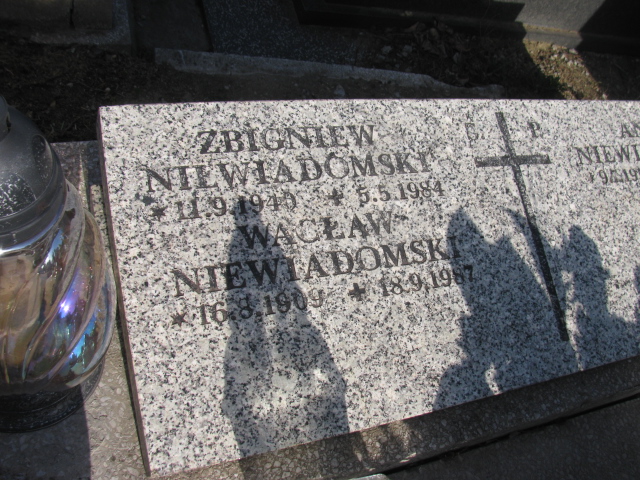 ZBIGNIEW
NIEWIADOMSKI
* 11.9.1940 + 5.5.1984
WACŁAW
NIEWIADOMSKI
* 16.8.1909 + 18.9.1987
Ś. P.